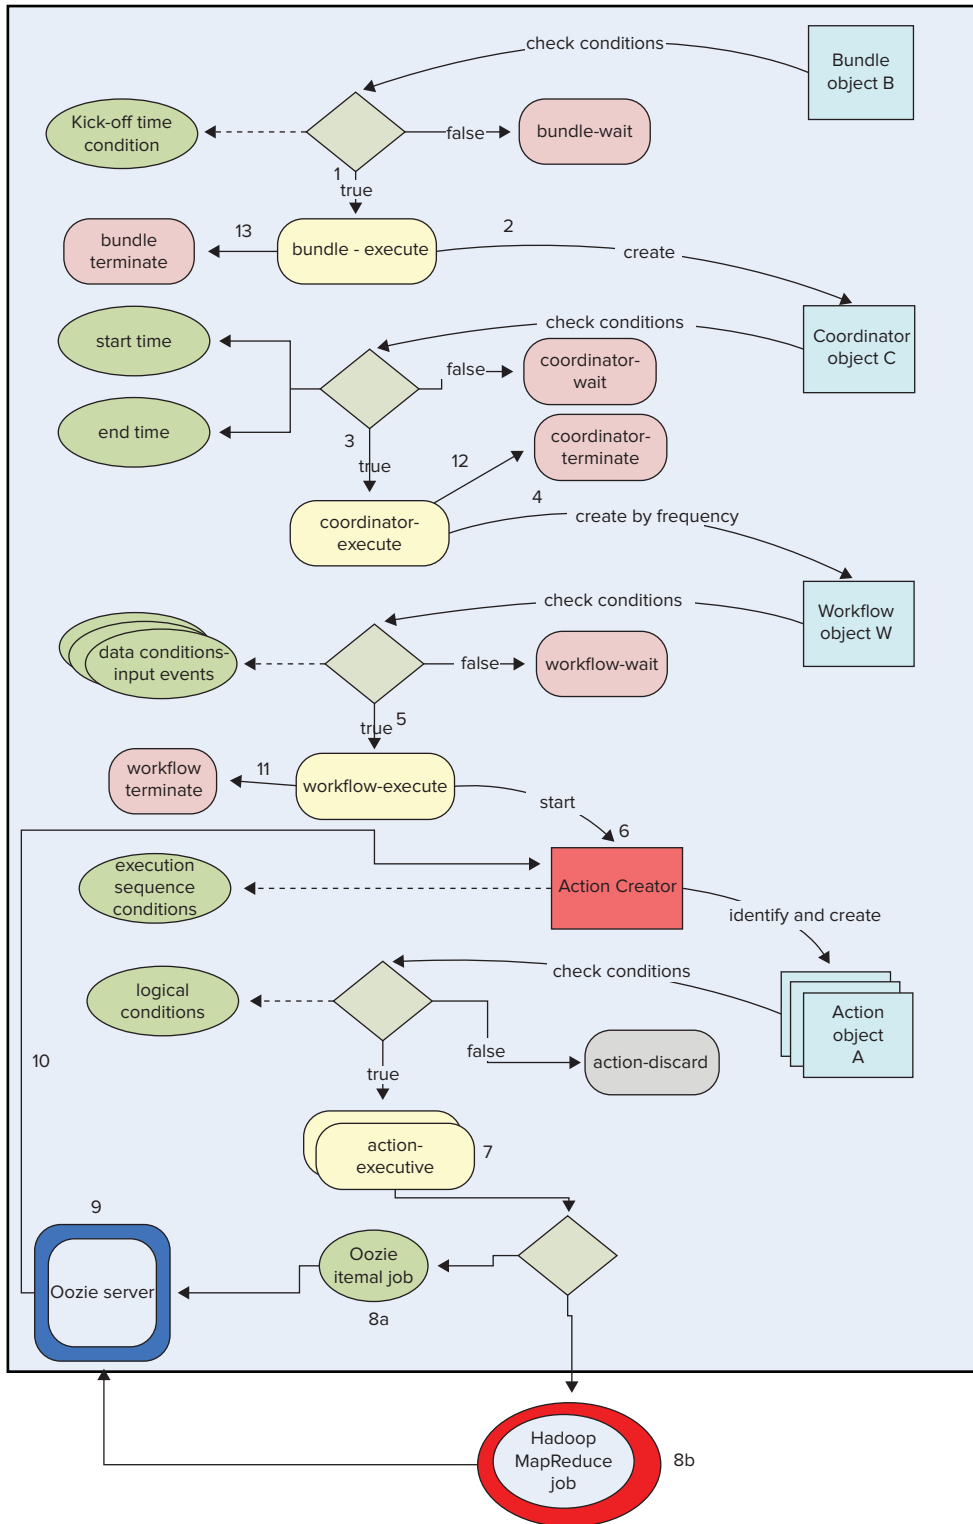 check conditions
Bundle
object B
Kick-off time
condition
false
bundle-wait
1
true
bundle
terminate
13
bundle - execute
2
create
start time
check conditions
Coordinator
object C
false
coordinator-
wait
end time
3
true
12
coordinator-
terminate
4
coordinator-
execute
create by frequency
check conditions
Workflow
object W
data conditions-
input events
false
workflow-wait
5
true
workflow
terminate
11
workflow-execute
start
6
execution
sequence
conditions
Action Creator
identify and create
check conditions
logical
conditions
Action
object
A
10
false
action-discard
true
action-
executive
7
9
Oozie server
Oozie
itemal job
8a
Hadoop
MapReduce
job
8b